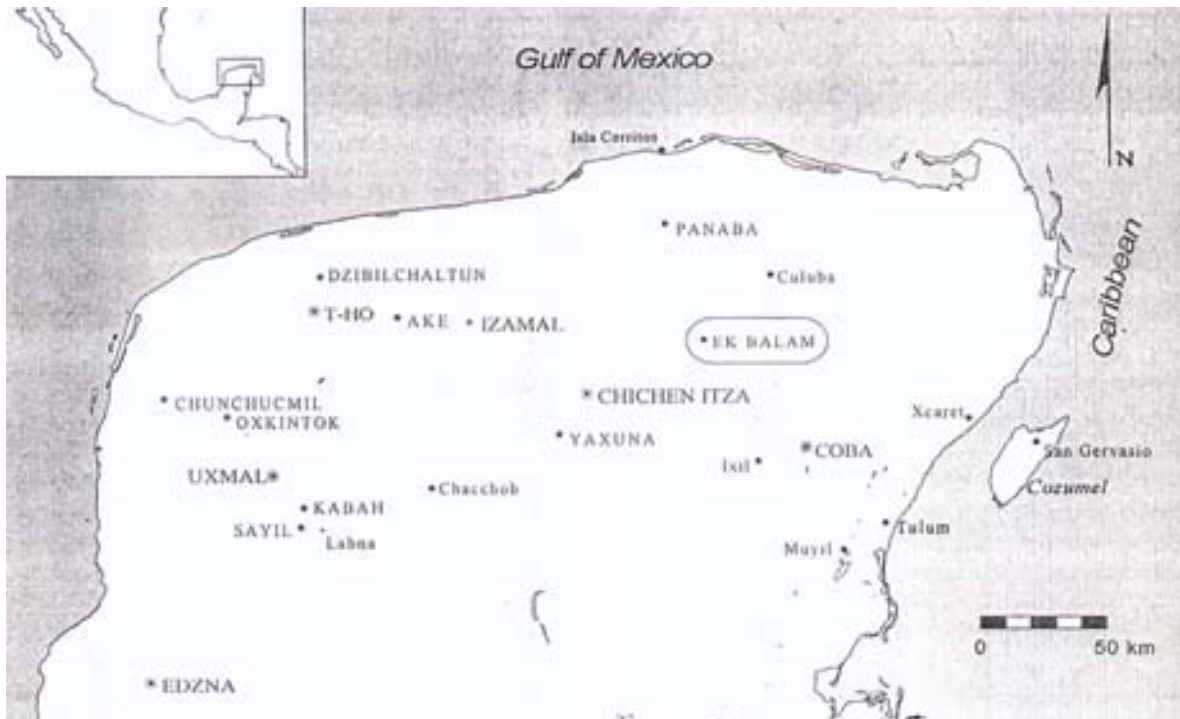 Gulf of Mexico
Isla Cerritos
N
PANABA
Caribbean
DZIBILCHALTUN
Culuba
T-HO
AKE
IZAMAL
EK BALAM
CHICHEN ITZA
CHUNCHUCMIL
OXKINTOK
Xcaret
YAXUNA
COBA
San Gervasio
Ixil
UXMAL
Chacchob
Cozumel
KABAH
SAYIL
Labna
Tulum
Muyil
0 50 km
EDZNA